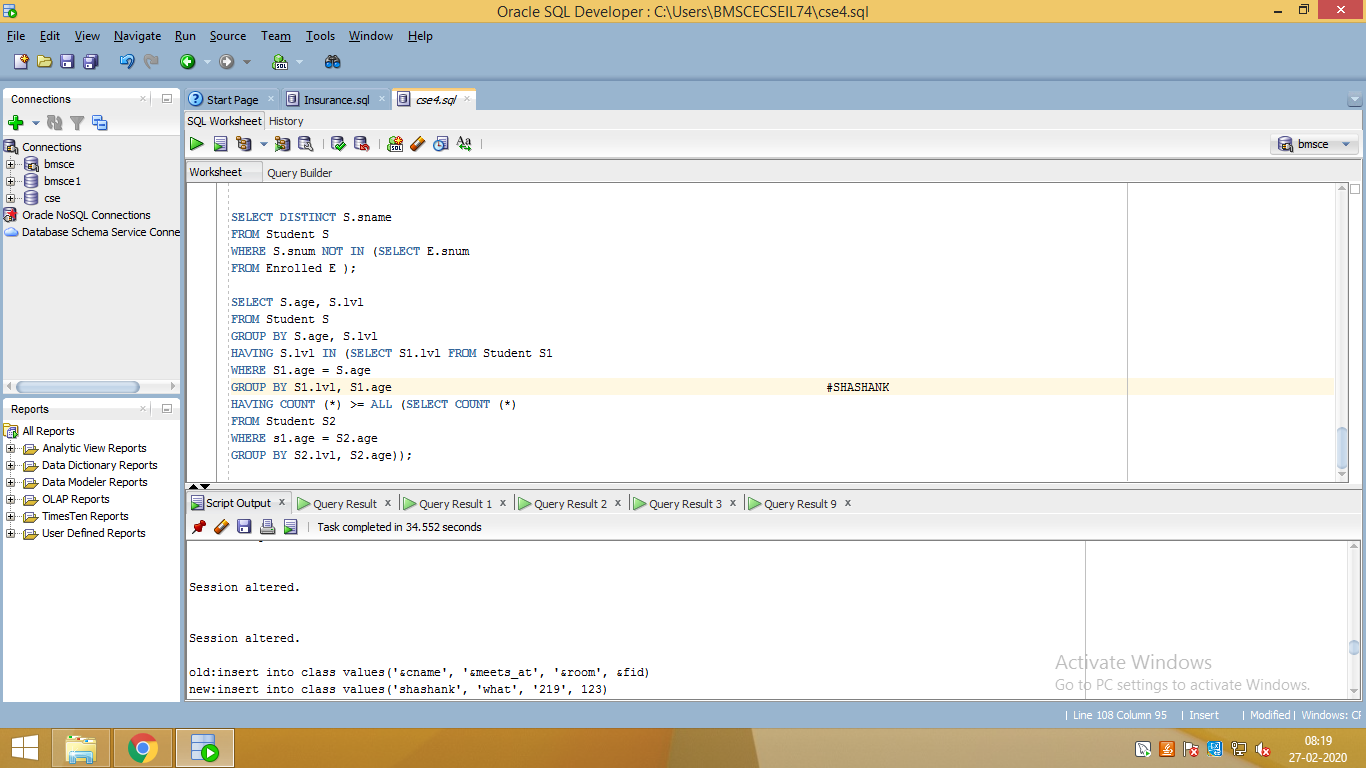 Oracle SQL Developer : C:\Users\BMSCECSEIL74\cse4.sql
File Edit View Navigate Run Source Team Tools Window Help
Connections
Connections
bmsce
bmsce1
cse
Oracle NoSQL Connections
Database Schema Service Conne
Reports
All Reports
Analytic View Reports
Data Dictionary Reports
Data Modeler Reports
OLAP Reports
TimesTen Reports
User Defined Reports
Start Page Insurance.sql cse4.sql
SQL Worksheet History
bmsce
Worksheet Query Builder
SELECT DISTINCT S.sname
FROM Student S
WHERE S.snum NOT IN (SELECT E.snum
FROM Enrolled E );
SELECT S.age, S.lvl
FROM Student S
GROUP BY S.age, S.lvl
HAVING S.lvl IN (SELECT S1.lvl FROM Student S1
WHERE S1.age = S.age
GROUP BY S1.lvl, S1.age #SHASHANK
HAVING COUNT (*) >= ALL (SELECT COUNT (*)
FROM Student S2
WHERE s1.age = S2.age
GROUP BY S2.lvl, S2.age));
Script Output x Query Result x Query Result 1 x Query Result 2 x Query Result 3 x Query Result 9 x
Task completed in 34.552 seconds
Session altered.
Session altered.
old:insert into class values('&cname', '&meets_at', '&room', &fid)
new:insert into class values('shashank', 'what', '219', 123)
Activate Windows
Go to PC settings to activate Windows.
| Line 108 Column 95 | Insert | Modified | Windows: CF
08:19
27-02-2020